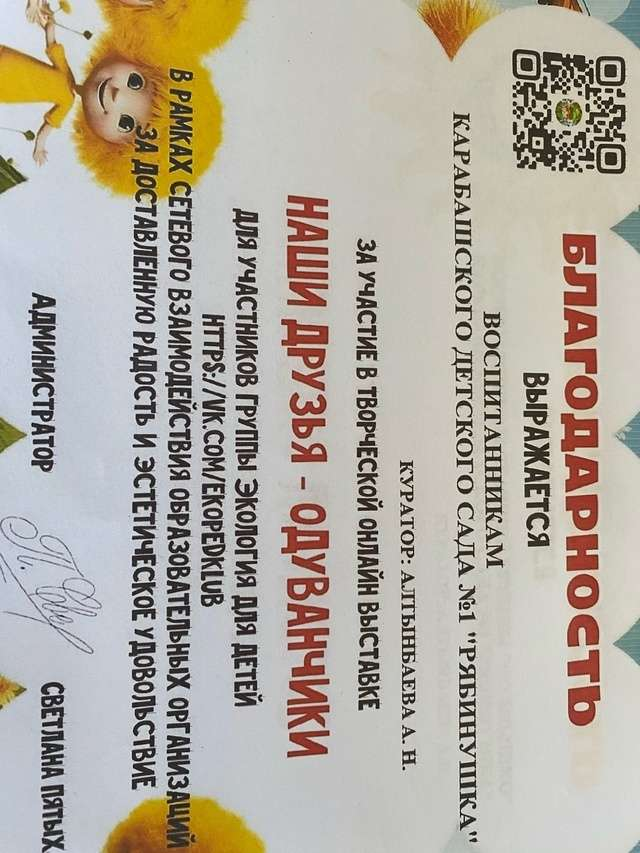 БЛАГОДАРНОСТЬ
ВЫРАЖАЕТСЯ
ВОСПИТАННИКАМ
КАРАБАШСКОГО ДЕТСКОГО САДА №1 "РЯБИНУШКА"
КУРАТОР: АЛТЫНБАЕВА А. Н.
ЗА УЧАСТИЕ В ТВОРЧЕСКОЙ ОНЛАЙН ВЫСТАВКЕ
НАШИ ДРУЗЬЯ - ОДУВАНЧИКИ
ДЛЯ УЧАСТНИКОВ ГРУППЫ ЭКОЛОГИЯ ДЛЯ ДЕТЕЙ
HTTPS://VK.COM/EKOPEDKLUB
В РАМКАХ СЕТЕВОГО ВЗАИМОДЕЙСТВИЯ ОБРАЗОВАТЕЛЬНЫХ ОРГАНИЗАЦИЙ
ЗА ДОСТАВЛЕННУЮ РАДОСТЬ И ЭСТЕТИЧЕСКОЕ УДОВОЛЬСТВИЕ
АДМИНИСТРАТОР СВЕТЛАНА ПЯТЫХ